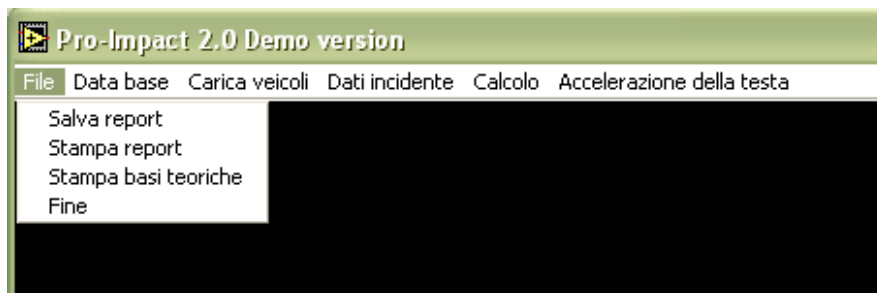 Pro-Impact 2.0 Demo version
File Data base Carica veicoli Dati incidente Calcolo Accelerazione della testa
Salva report
Stampa report
Stampa basi teoriche
Fine